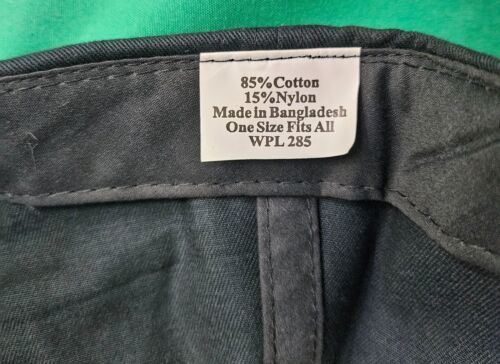 85%Cotton
15%Nylon
Made in Bangladesh
One Size Fits All
WPL 285